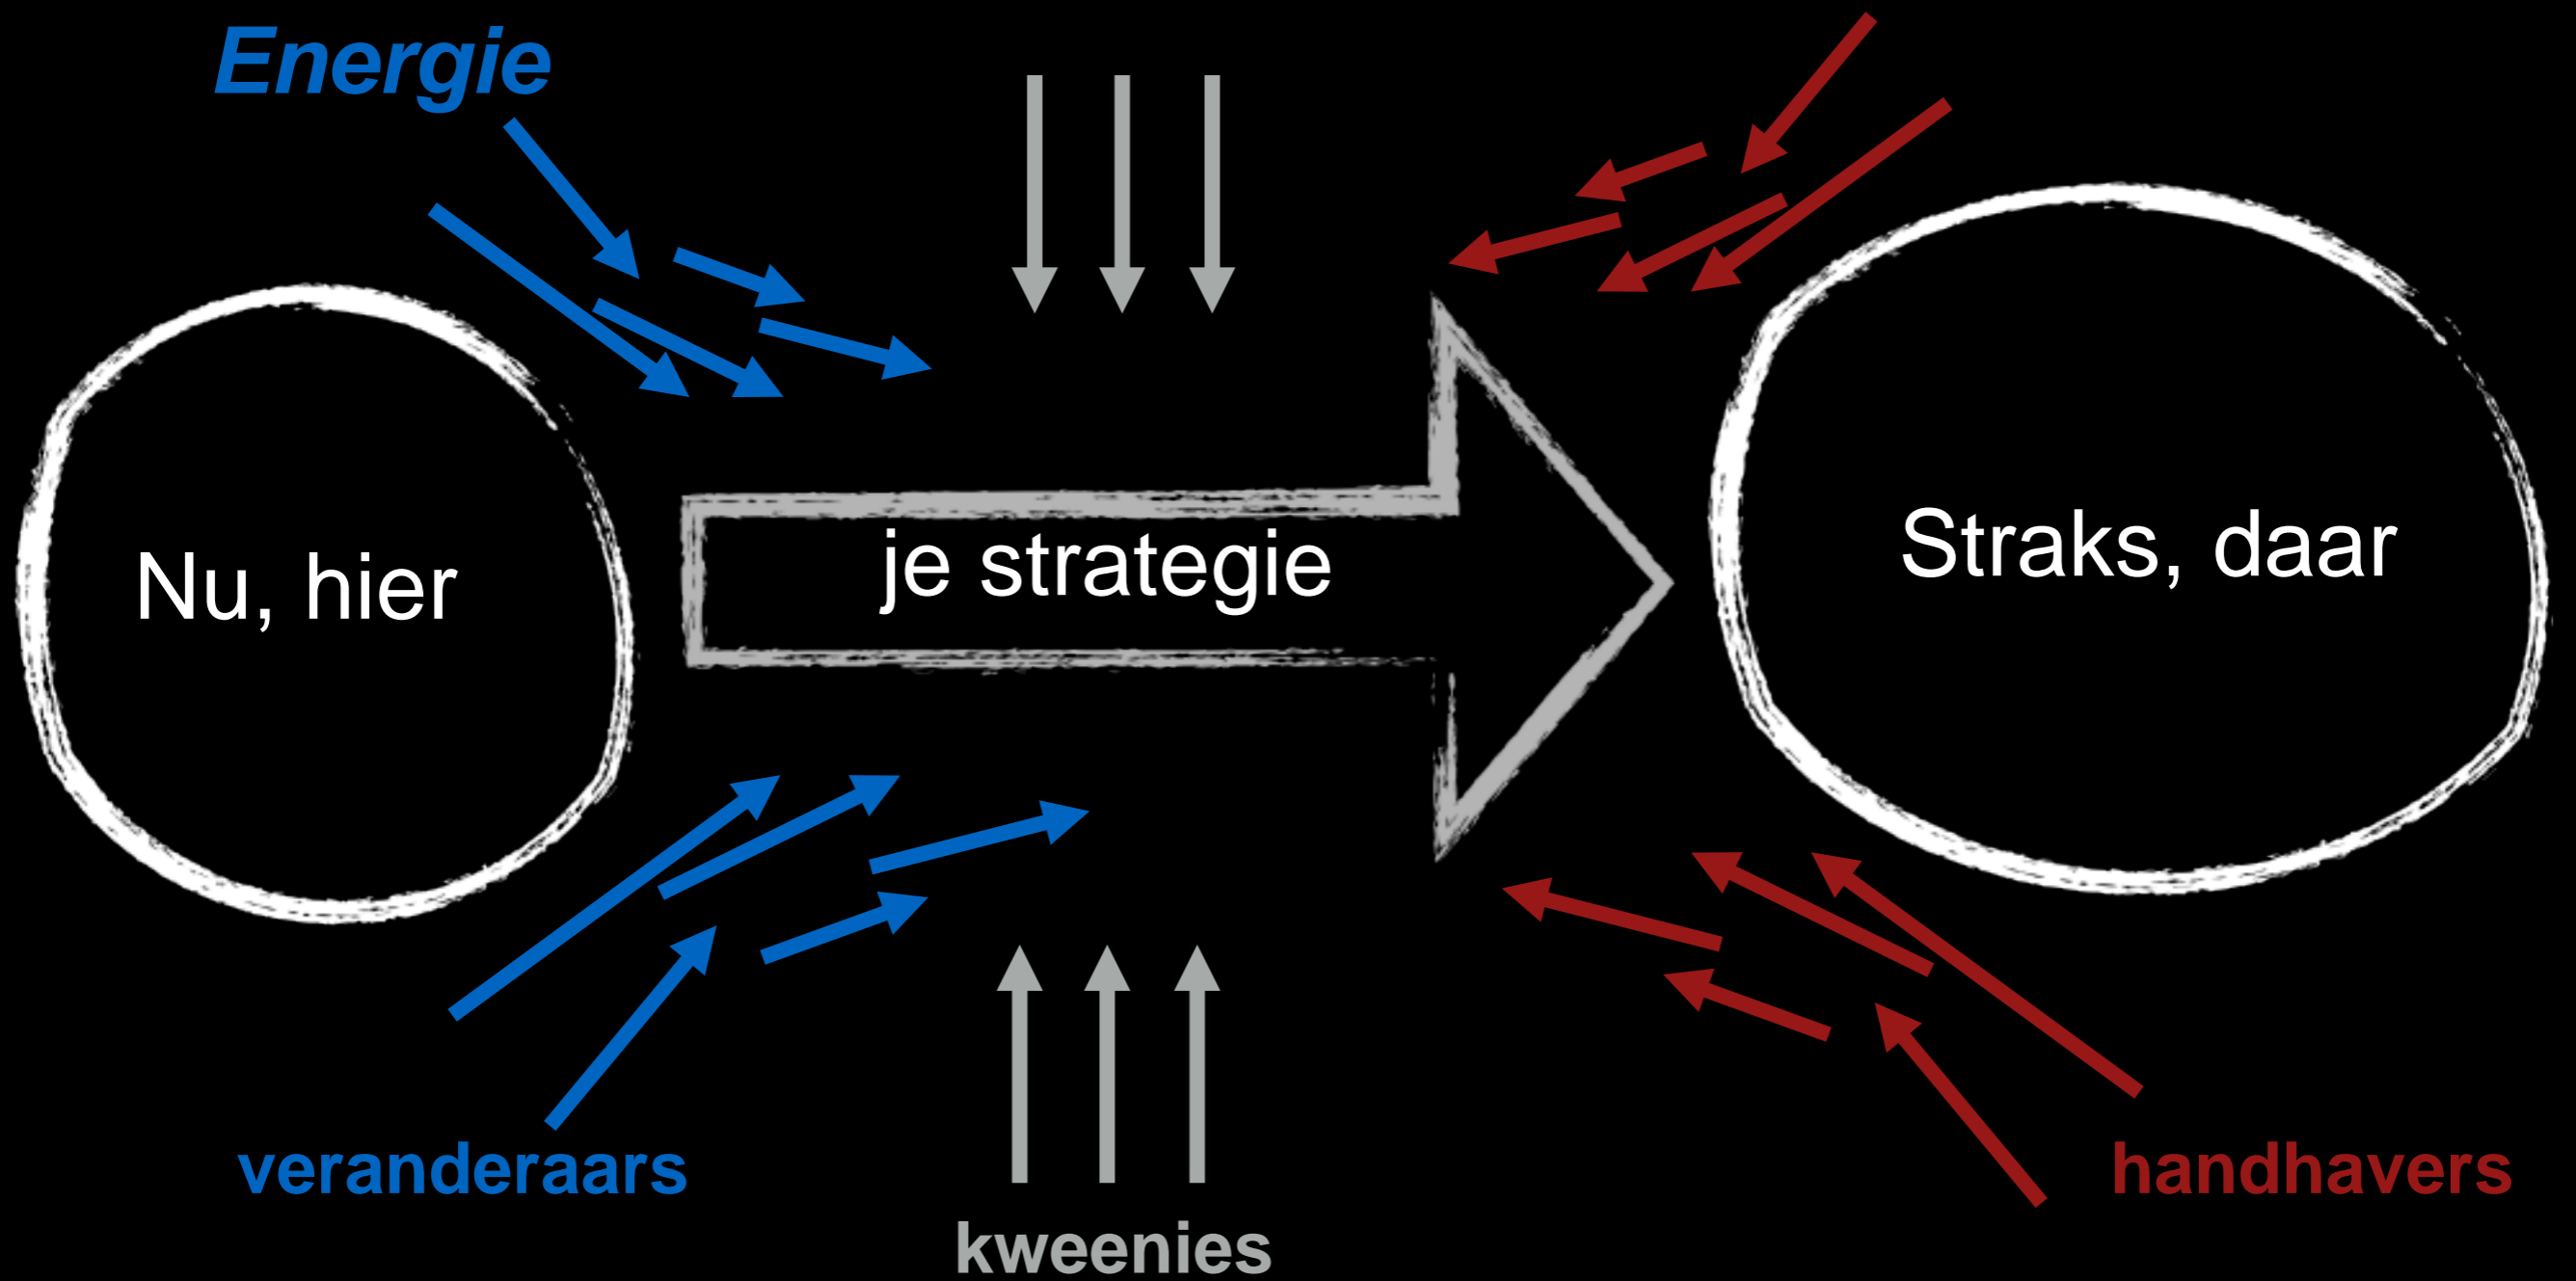 Energie
Nu, hier
je strategie
Straks, daar
veranderaars
kweenies
handhavers